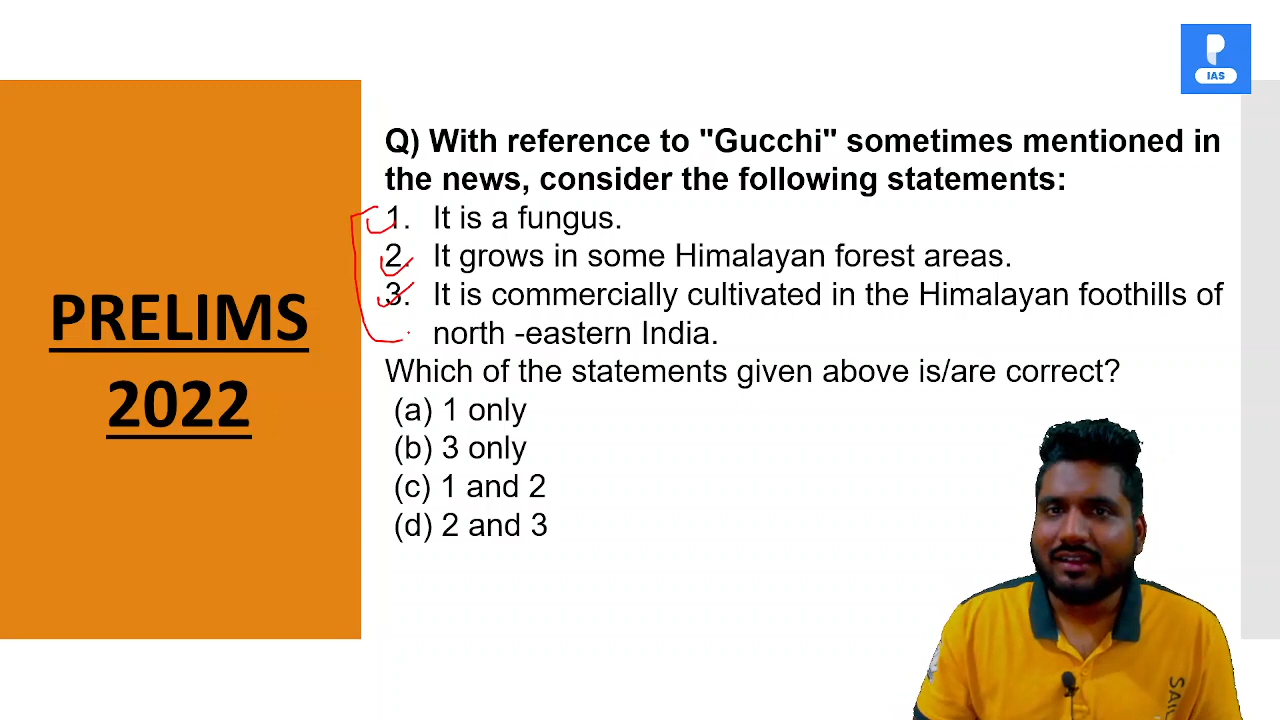 IAS
Q) With reference to "Gucchi" sometimes mentioned in
the news, consider the following statements:
1. It is a fungus.
2. It grows in some Himalayan forest areas.
3. It is commercially cultivated in the Himalayan foothills of
north -eastern India.
Which of the statements given above is/are correct?
(a) 1 only
(b) 3 only
(c) 1 and 2
(d) 2 and 3
PRELIMS
2022